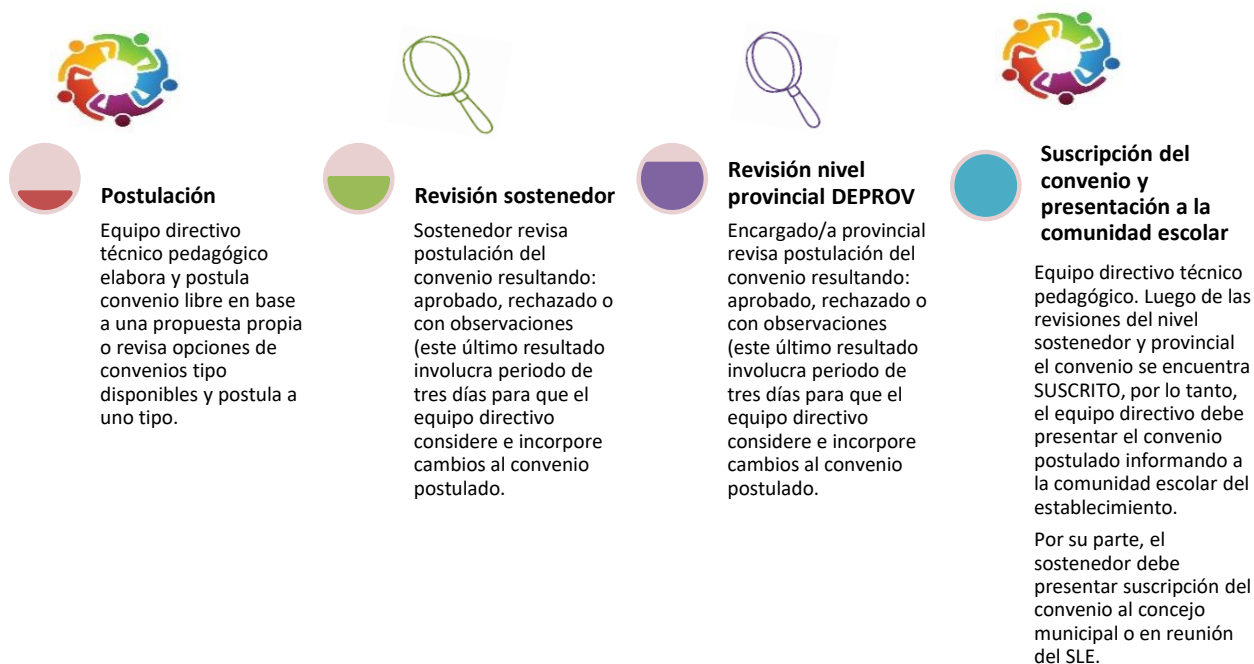 Postulación
Equipo directivo
técnico pedagógico
elabora y postula
convenio libre en base
a una propuesta propia
o revisa opciones de
convenios tipo
disponibles y postula a
uno tipo.
Revisión sostenedor
Sostenedor revisa
postulación del
convenio resultando:
aprobado, rechazado o
con observaciones
(este último resultado
involucra periodo de
tres días para que el
equipo directivo
considere e incorpore
cambios al convenio
postulado.
Revisión nivel
provincial DEPROV
Encargado/a provincial
revisa postulación del
convenio resultando:
aprobado, rechazado o
con observaciones
(este último resultado
involucra periodo de
tres días para que el
equipo directivo
considere e incorpore
cambios al convenio
postulado.
Suscripción del
convenio y
presentación a la
comunidad escolar
Equipo directivo técnico
pedagógico. Luego de las
revisiones del nivel
sostenedor y provincial
el convenio se encuentra
SUSCRITO, por lo tanto,
el equipo directivo debe
presentar el convenio
postulado informando a
la comunidad escolar del
establecimiento.
Por su parte, el
sostenedor debe
presentar suscripción del
convenio al concejo
municipal o en reunión
del SLE.